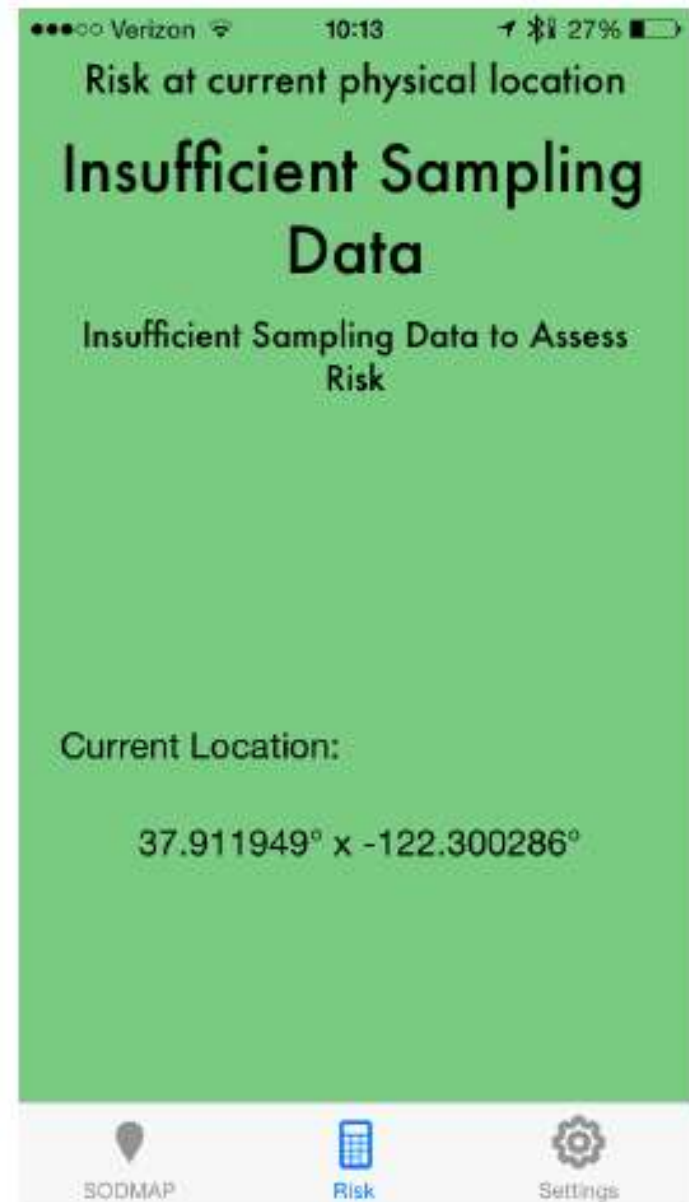 Verizon 10:13 27%
Risk at current physical location
Insufficient Sampling
Data
Insufficient Sampling Data to Assess
Risk
Current Location:
37.911949° x -122.300286°
SODMAP Risk Settings